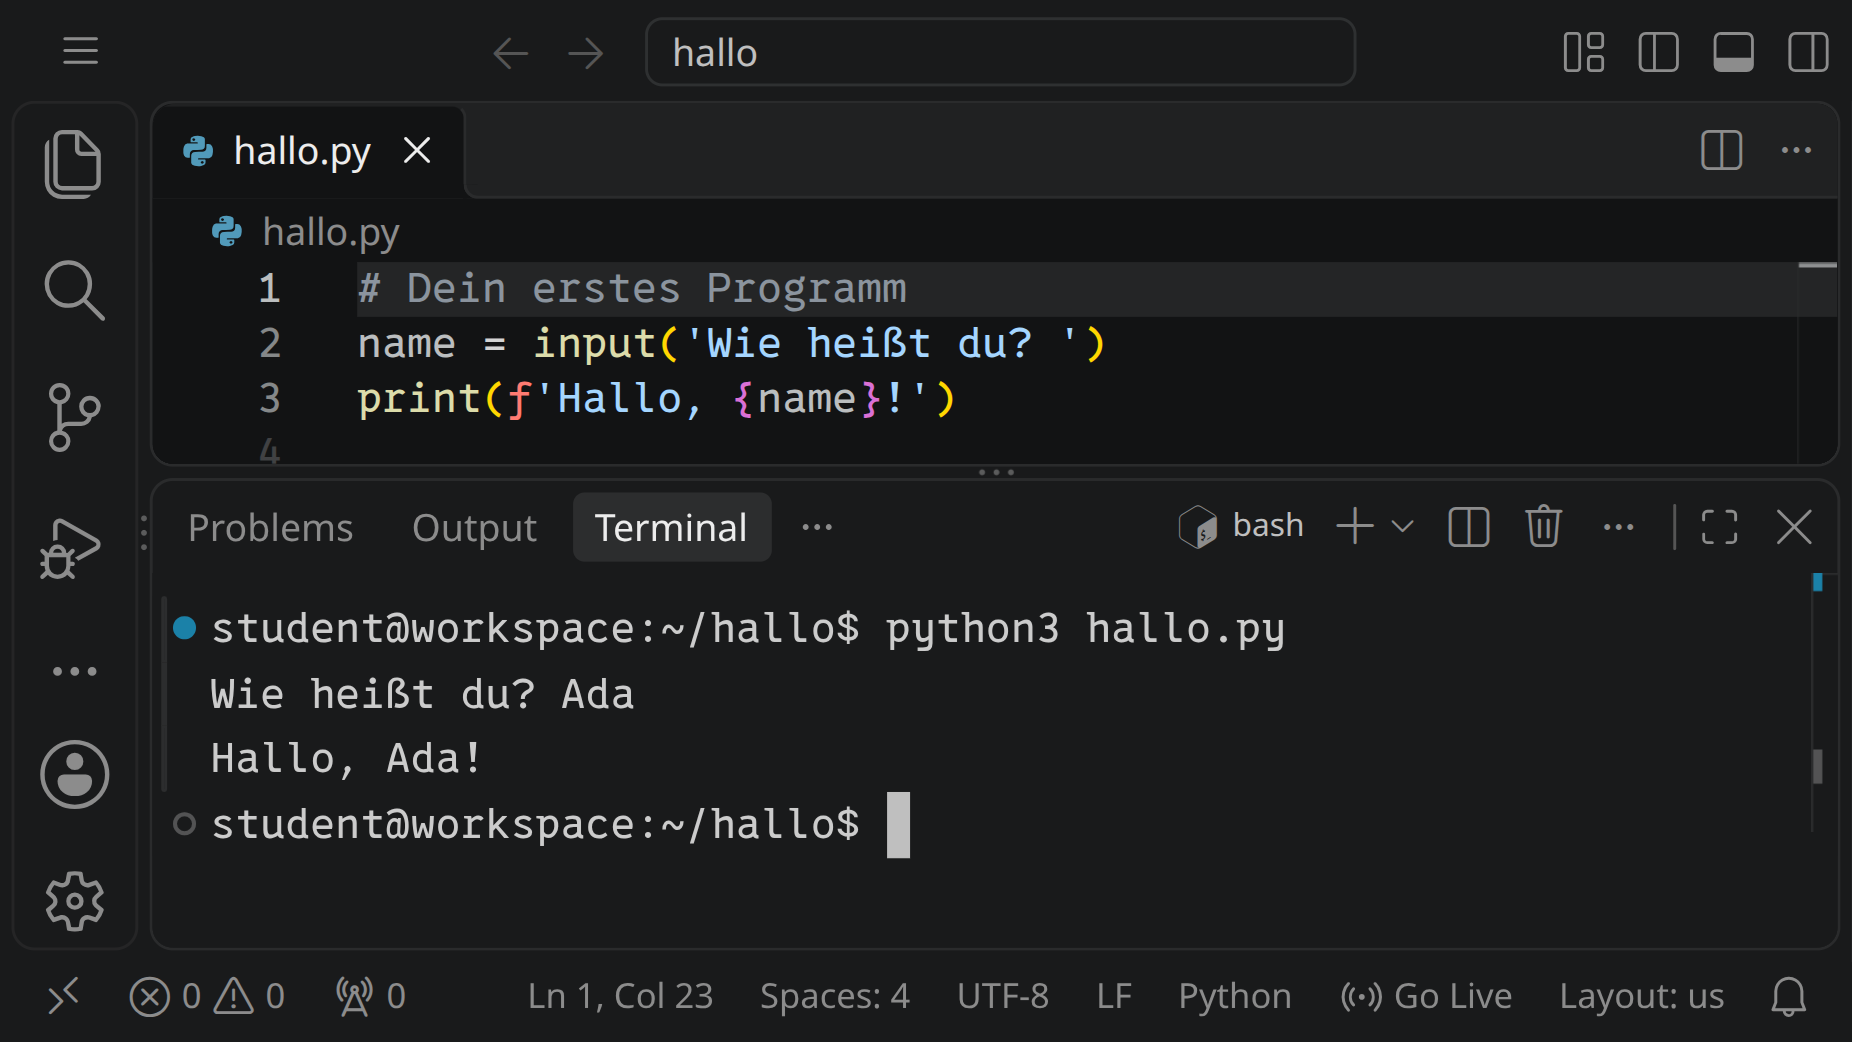 hallo
hallo.py
hallo.py
1 # Dein erstes Programm
2 name = input('Wie heißt du? ')
3 print(f'Hallo, {name}!')
4
Problems Output Terminal bash
student@workspace:~/hallo$ python3 hallo.py
Wie heißt du? Ada
Hallo, Ada!
student@workspace:~/hallo$
0 0 0 Ln 1, Col 23 Spaces: 4 UTF-8 LF Python Go Live Layout: us